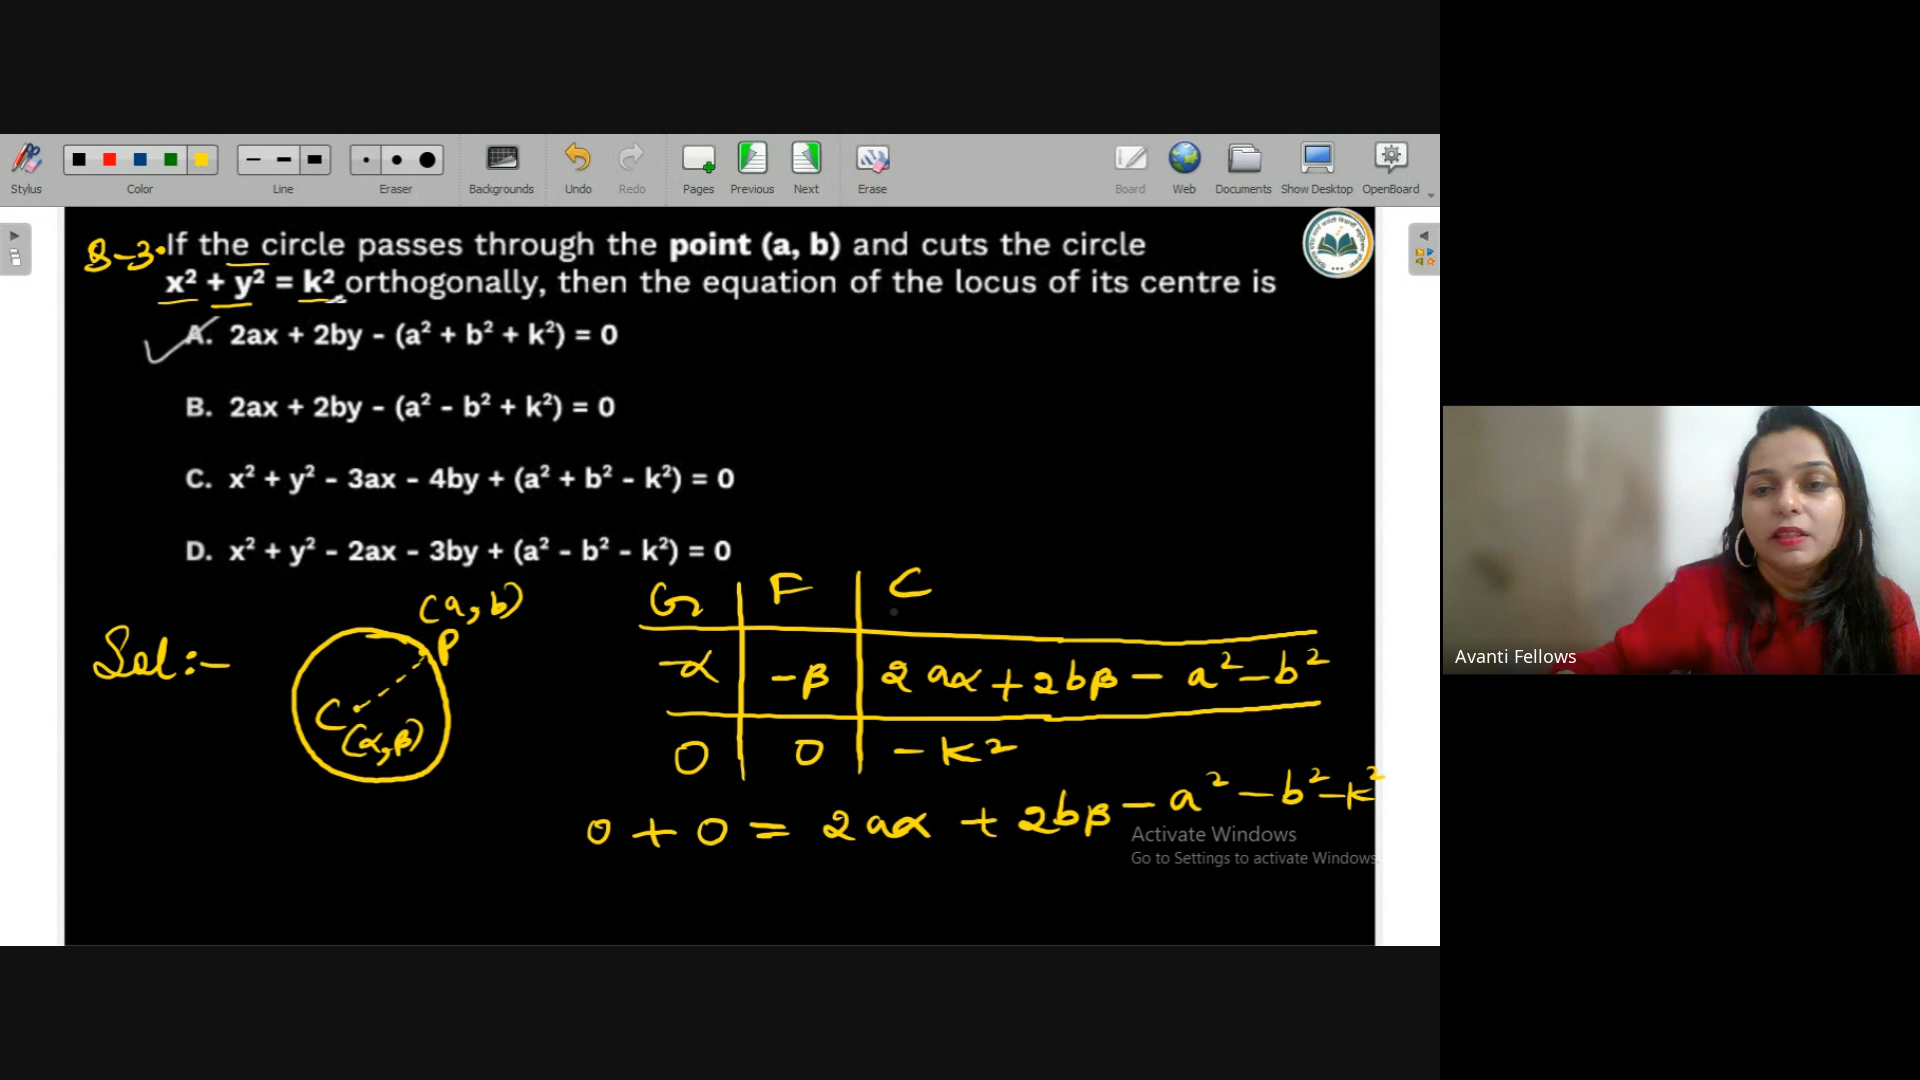 Stylus
Color
Line
Eraser
Backgrounds
Undo
Redo
Pages
Previous
Next
Erase
Board
Web
Documents
Show Desktop
OpenBoard
Q-3. If the circle passes through the point (a, b) and cuts the circle
x² + y² = k² orthogonally, then the equation of the locus of its centre is
A. 2ax + 2by - (a² + b² + k²) = 0
B. 2ax + 2by - (a² - b² + k²) = 0
C. x² + y² - 3ax - 4by + (a² + b² - k²) = 0
D. x² + y² - 2ax - 3by + (a² - b² - k²) = 0
Sol:-
(a, b)
P
C
(α, β)
G F C
-α -β 2aα + 2bβ - a² - b²
0 0 -k²
0 + 0 = 2aα + 2bβ - a² - b² - k²
Activate Windows
Go to Settings to activate Windows.
Avanti Fellows